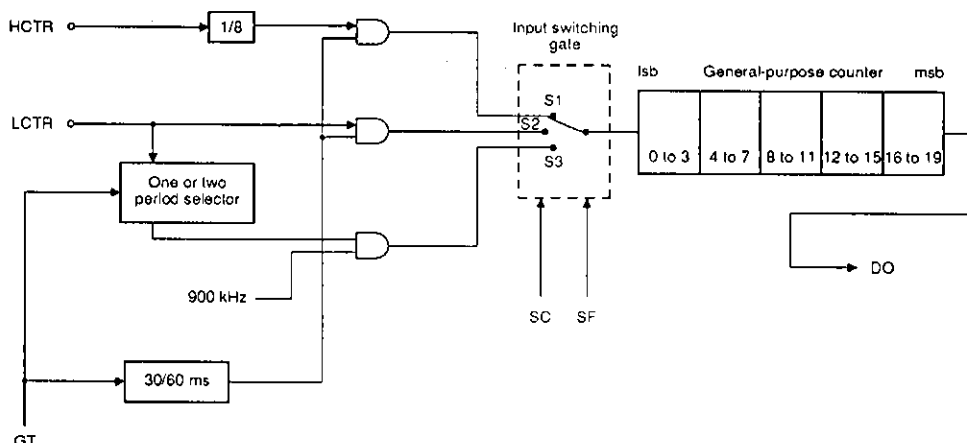 HCTR
1/8
Input switching
gate
lsb General-purpose counter msb
S1
LCTR
S2
S3
0 to 3 4 to 7 8 to 11 12 to 15 16 to 19
One or two
period selector
DO
900 kHz
SC SF
30/60 ms
GT